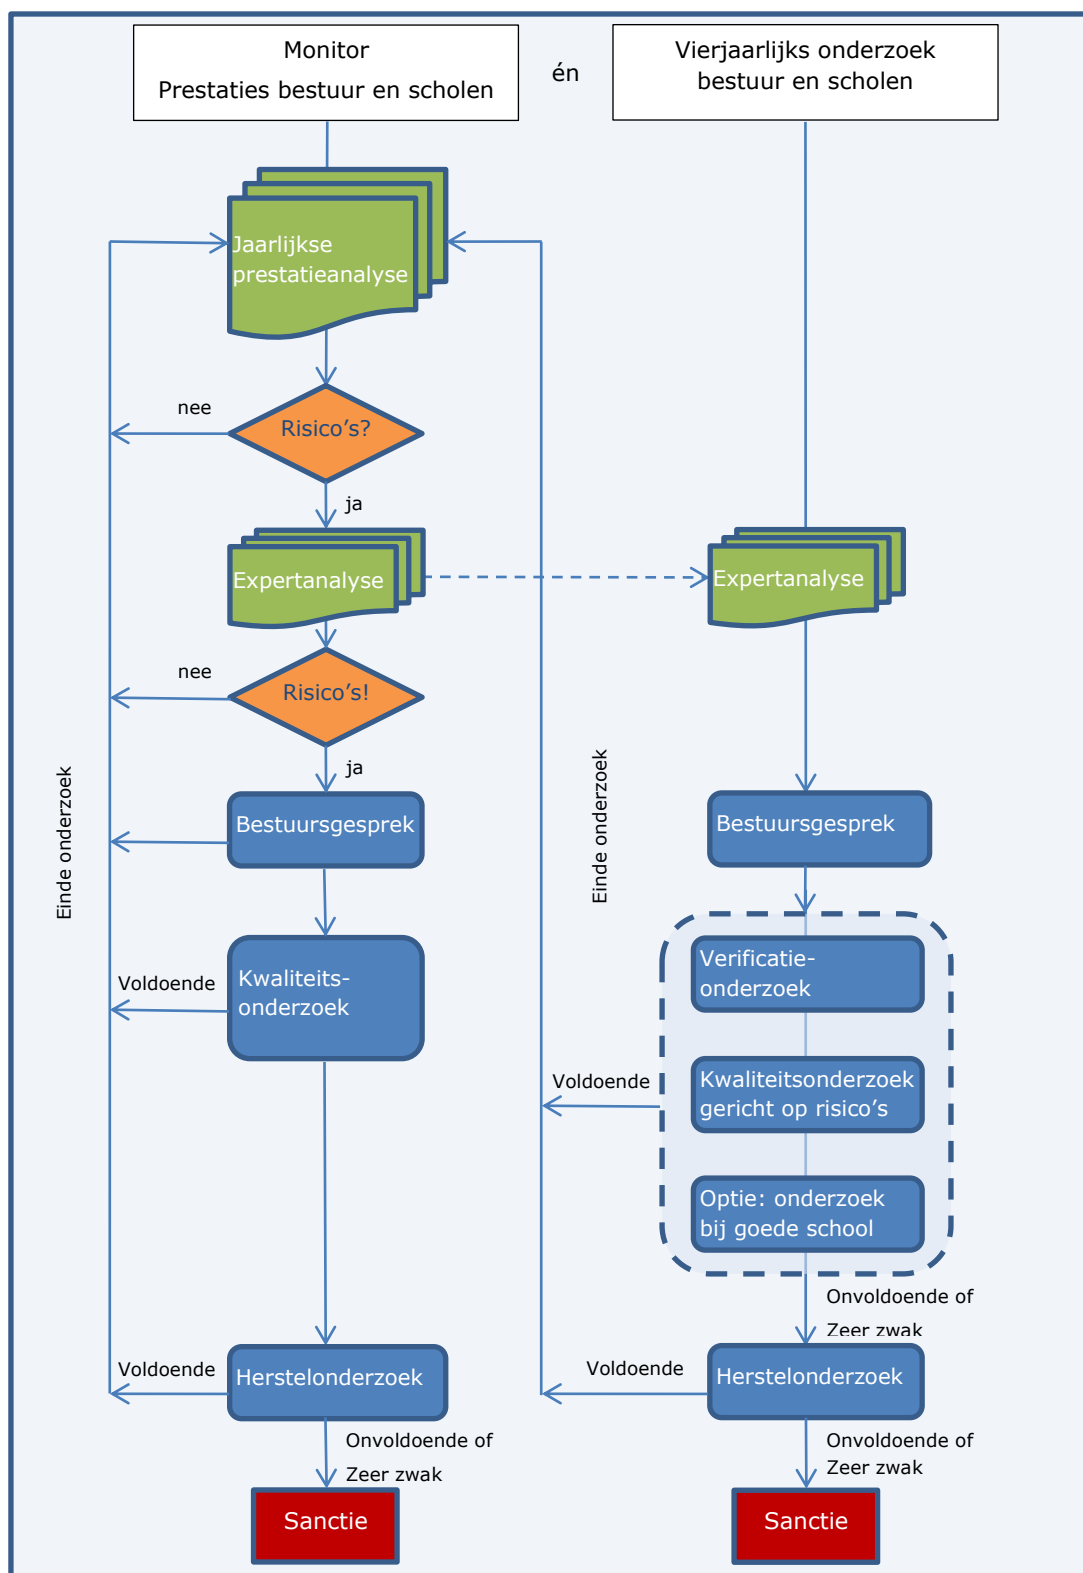 Monitor
Prestaties bestuur en scholen
én
Vierjaarlijks onderzoek
bestuur en scholen
Jaarlijkse
prestatieanalyse
nee
Risico's?
ja
Expertanalyse
Expertanalyse
nee
Risico's!
ja
Einde onderzoek
Bestuursgesprek
Einde onderzoek
Bestuursgesprek
Voldoende
Kwaliteits-
onderzoek
Verificatie-
onderzoek
Voldoende
Kwaliteitsonderzoek
gericht op risico's
Optie: onderzoek
bij goede school
Onvoldoende of
Zeer zwak
Voldoende
Herstelonderzoek
Voldoende
Herstelonderzoek
Onvoldoende of
Zeer zwak
Onvoldoende of
Zeer zwak
Sanctie
Sanctie